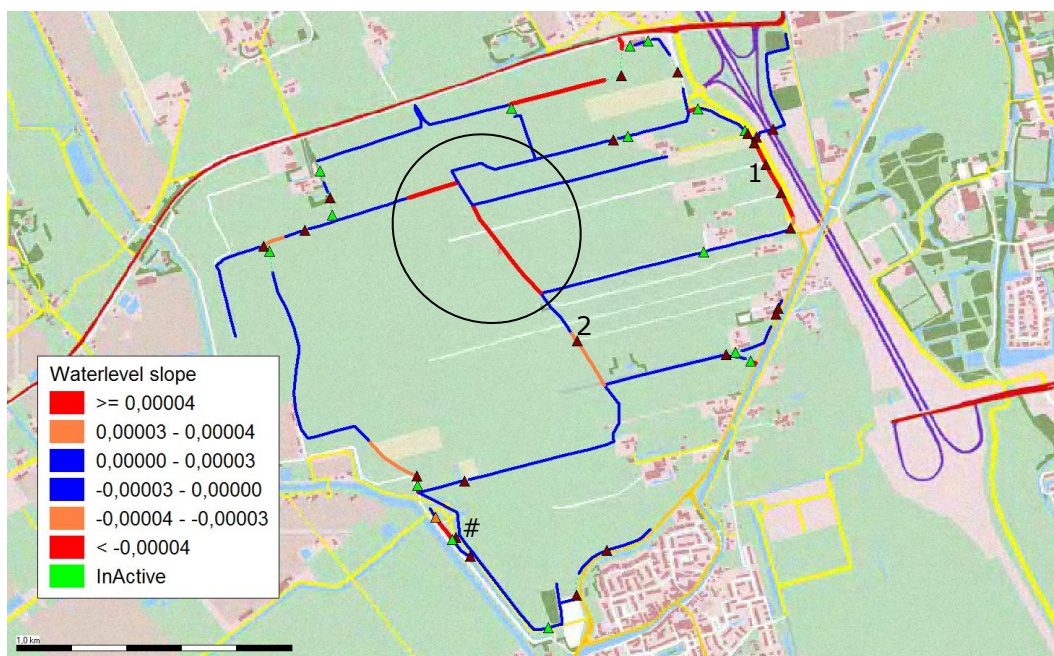 1
2
#
Waterlevel slope
>= 0,00004
0,00003 - 0,00004
0,00000 - 0,00003
-0,00003 - 0,00000
-0,00004 - -0,00003
< -0,00004
InActive
1,0 km